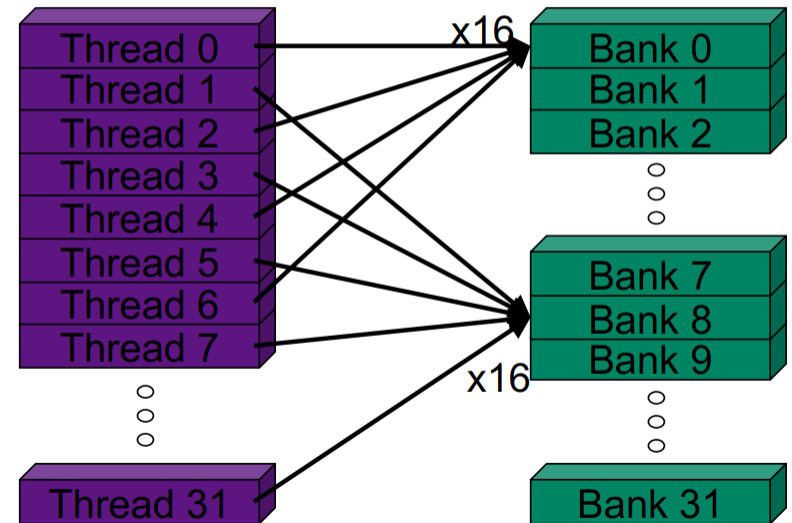 Thread 0
Thread 1
Thread 2
Thread 3
Thread 4
Thread 5
Thread 6
Thread 7
Thread 31
x16
x16
Bank 0
Bank 1
Bank 2
Bank 7
Bank 8
Bank 9
Bank 31